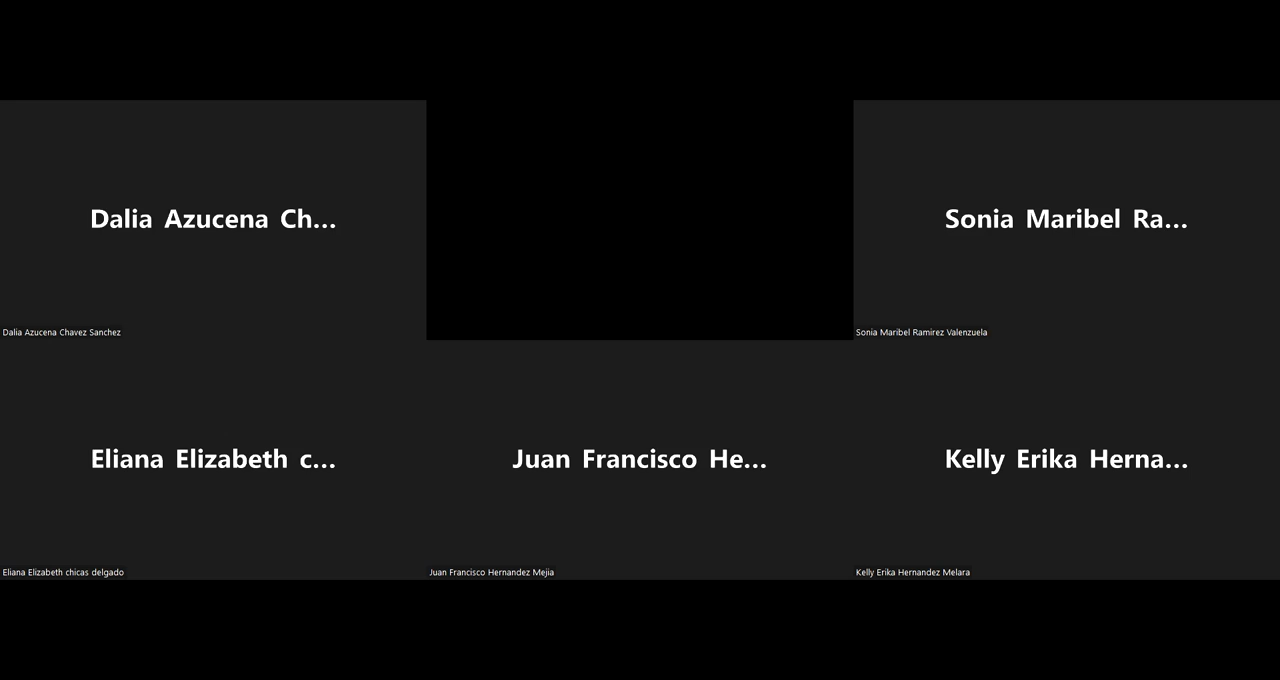 Dalia Azucena Ch...
Dalia Azucena Chavez Sanchez
Sonia Maribel Ra...
Sonia Maribel Ramirez Valenzuela
Eliana Elizabeth c...
Eliana Elizabeth chicas delgado
Juan Francisco He...
Juan Francisco Hernandez Mejia
Kelly Erika Herna...
Kelly Erika Hernandez Melara